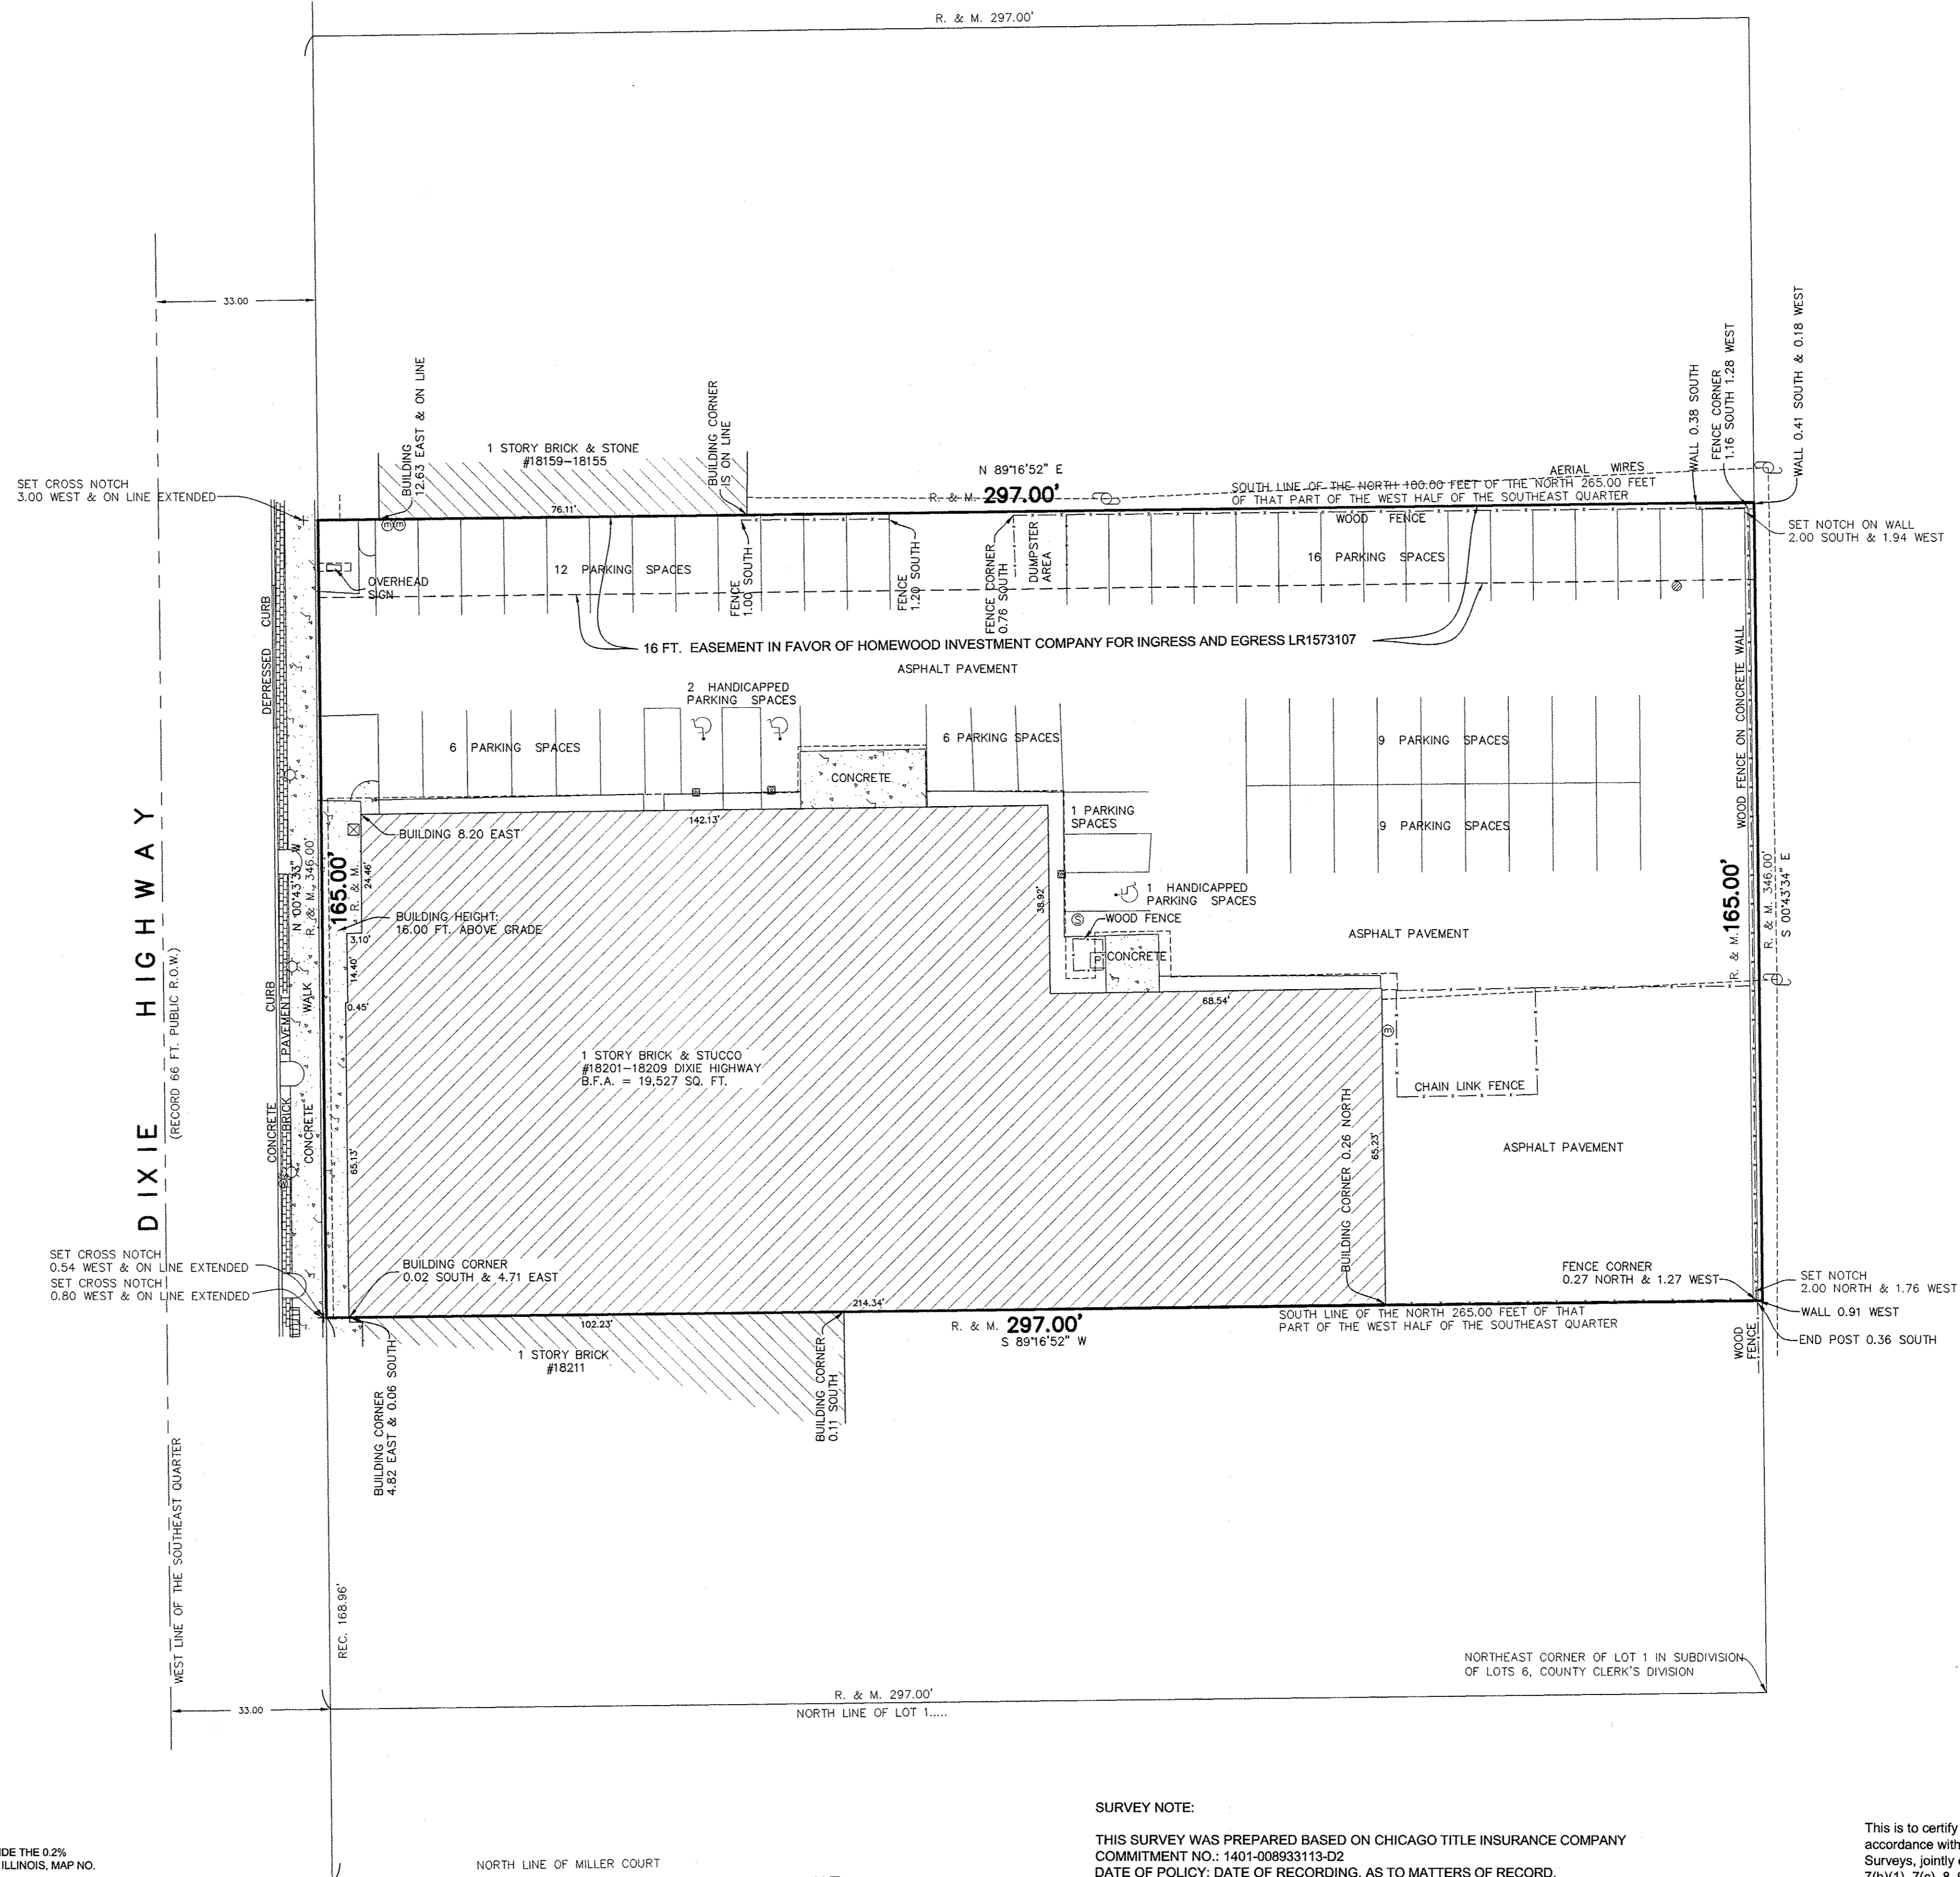 R. & M. 297.00'
33.00
SET CROSS NOTCH
3.00 WEST & ON LINE EXTENDED
BUILDING
12.63 EAST & ON LINE
1 STORY BRICK & STONE
#18159-18155
76.11'
BUILDING CORNER
IS ON LINE
N 89°16'52" E
R. & M. 297.00'
AERIAL WIRES
SOUTH LINE OF THE NORTH 100.00 FEET OF THE NORTH 265.00 FEET
OF THAT PART OF THE WEST HALF OF THE SOUTHEAST QUARTER
WALL 0.38 SOUTH
FENCE CORNER
1.16 SOUTH 1.28 WEST
WALL 0.41 SOUTH & 0.18 WEST
SET NOTCH ON WALL
2.00 SOUTH & 1.94 WEST
WOOD FENCE
OVERHEAD
SIGN
12 PARKING SPACES
FENCE
1.00 SOUTH
FENCE
1.20 SOUTH
FENCE CORNER
0.76 SOUTH
DUMPSTER
AREA
16 PARKING SPACES
16 FT. EASEMENT IN FAVOR OF HOMEWOOD INVESTMENT COMPANY FOR INGRESS AND EGRESS LR1573107
ASPHALT PAVEMENT
DEPRESSED CURB
2 HANDICAPPED
PARKING SPACES
6 PARKING SPACES
CONCRETE
6 PARKING SPACES
9 PARKING SPACES
9 PARKING SPACES
WOOD FENCE ON CONCRETE WALL
1 PARKING
SPACES
142.13'
BUILDING 8.20 EAST
N 00°43'33" W
R. & M. 346.00'
165.00'
R. & M.
24.46'
BUILDING HEIGHT:
16.00 FT. ABOVE GRADE
3.10'
14.40'
0.45'
65.13'
38.92'
1 HANDICAPPED
PARKING SPACES
S
WOOD FENCE
P
CONCRETE
ASPHALT PAVEMENT
R. & M. 165.00'
R. & M. 346.00'
S 00°43'34" E
68.54'
DIXIE HIGHWAY
(RECORD 66 FT. PUBLIC R.O.W.)
CONCRETE CURB
BRICK PAVEMENT
CONCRETE WALK
1 STORY BRICK & STUCCO
#18201-18209 DIXIE HIGHWAY
B.F.A. = 19,527 SQ. FT.
CHAIN LINK FENCE
ASPHALT PAVEMENT
BUILDING CORNER 0.26 NORTH
65.23'
SET CROSS NOTCH
0.54 WEST & ON LINE EXTENDED
SET CROSS NOTCH
0.80 WEST & ON LINE EXTENDED
BUILDING CORNER
0.02 SOUTH & 4.71 EAST
FENCE CORNER
0.27 NORTH & 1.27 WEST
SET NOTCH
2.00 NORTH & 1.76 WEST
WALL 0.91 WEST
END POST 0.36 SOUTH
214.34'
102.23'
R. & M. 297.00'
S 89°16'52" W
SOUTH LINE OF THE NORTH 265.00 FEET OF THAT
PART OF THE WEST HALF OF THE SOUTHEAST QUARTER
1 STORY BRICK
#18211
BUILDING CORNER
4.82 EAST & 0.06 SOUTH
BUILDING CORNER
0.11 SOUTH
WOOD
FENCE
WEST LINE OF THE SOUTHEAST QUARTER
REC. 168.96'
NORTHEAST CORNER OF LOT 1 IN SUBDIVISION
OF LOTS 6, COUNTY CLERK'S DIVISION
33.00
R. & M. 297.00'
NORTH LINE OF LOT 1.....
NORTH LINE OF MILLER COURT
IDE THE 0.2%
ILLINOIS, MAP NO.
SURVEY NOTE:
THIS SURVEY WAS PREPARED BASED ON CHICAGO TITLE INSURANCE COMPANY
COMMITMENT NO.: 1401-008933113-D2
DATE OF POLICY: DATE OF RECORDING, AS TO MATTERS OF RECORD.
This is to certify
accordance with
Surveys, jointly